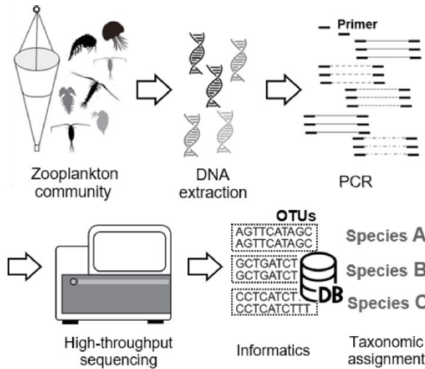 Primer
Zooplankton
community
DNA
extraction
PCR
High-throughput
sequencing
OTUs
AGTTCATAGC
AGTTCATAGC
GCTGATCT
GCTGATCT
CCTCATCT
CCTCATCTTT
DB
Informatics
Species A
Species B
Species C
Taxonomic
assignment